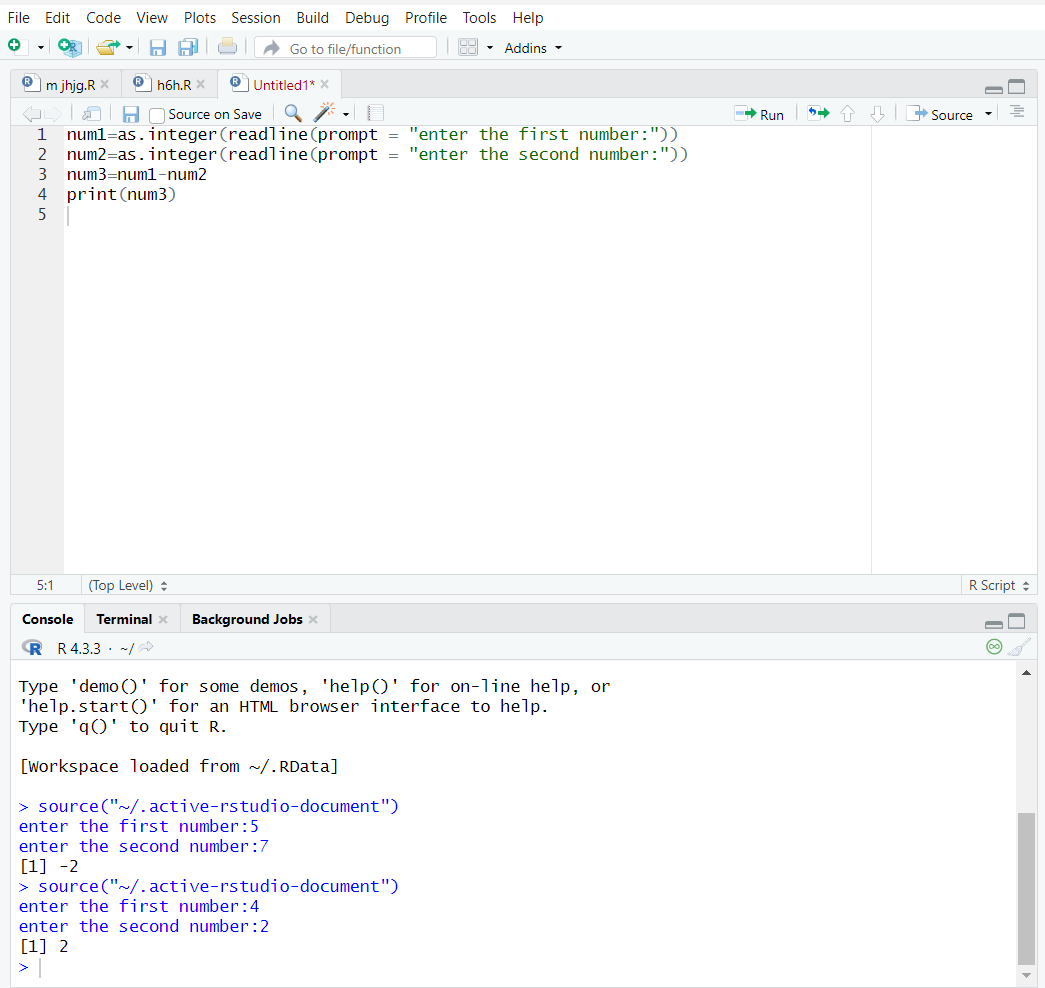 File Edit Code View Plots Session Build Debug Profile Tools Help
Go to file/function Addins
m jhjg.R h6h.R Untitled1*
Source on Save Run Source
1 num1=as.integer(readline(prompt = "enter the first number:"))
2 num2=as.integer(readline(prompt = "enter the second number:"))
3 num3=num1-num2
4 print(num3)
5
5:1 (Top Level) R Script
Console Terminal Background Jobs
R 4.3.3 · ~/
Type 'demo()' for some demos, 'help()' for on-line help, or
'help.start()' for an HTML browser interface to help.
Type 'q()' to quit R.
[Workspace loaded from ~/.RData]
> source("~/.active-rstudio-document")
enter the first number:5
enter the second number:7
[1] -2
> source("~/.active-rstudio-document")
enter the first number:4
enter the second number:2
[1] 2
>